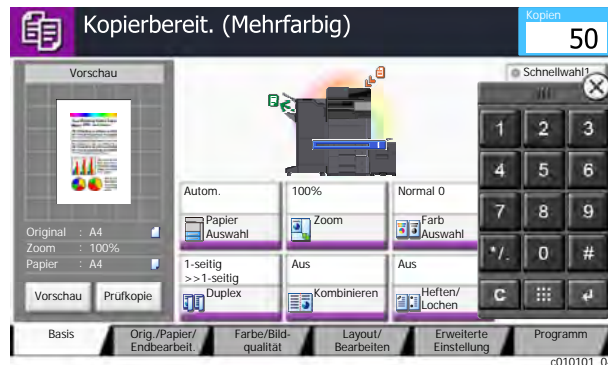 Kopierbereit. (Mehrfarbig)
Kopien
50
Vorschau
Original : A4
Zoom : 100%
Papier : A4
Vorschau
Prüfkopie
Autom.
Papier
Auswahl
100%
Zoom
Normal 0
Farb
Auswahl
1-seitig
>>1-seitig
Duplex
Aus
Kombinieren
Aus
Heften/
Lochen
Schnellwahl1
1 2 3
4 5 6
7 8 9
*/. 0 #
C
Basis
Orig./Papier/
Endbearbeit.
Farbe/Bild-
qualität
Layout/
Bearbeiten
Erweiterte
Einstellung
Programm
c010101_0